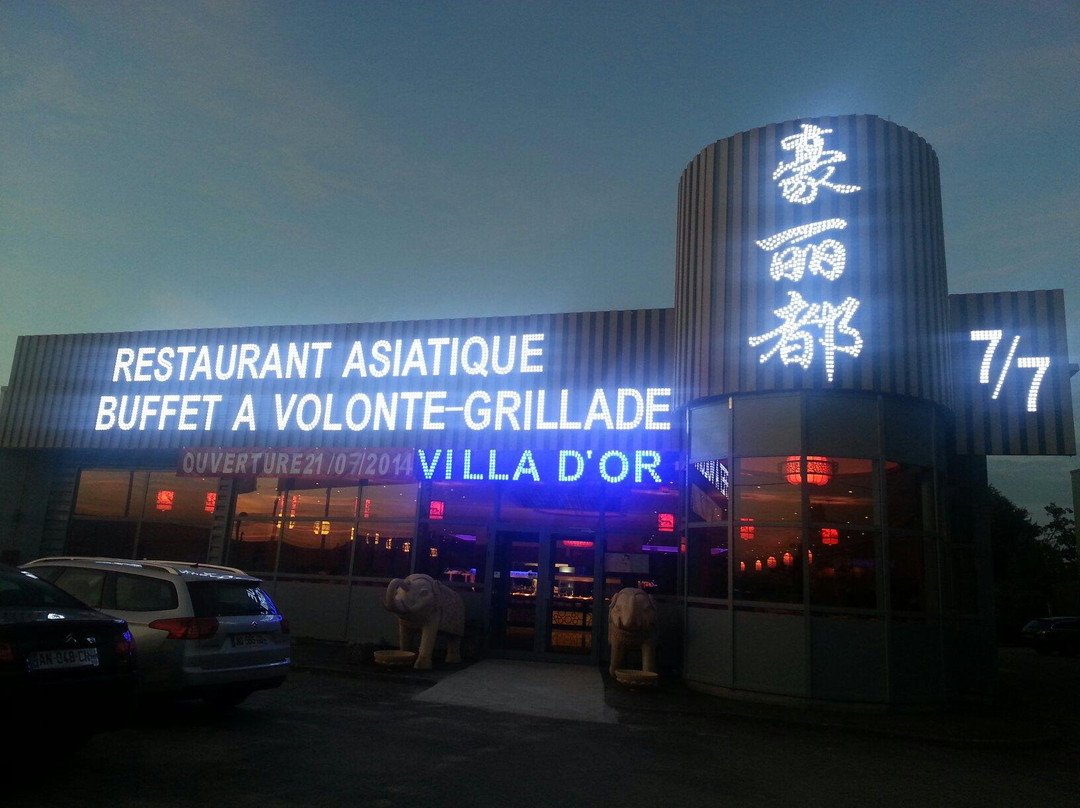 RESTAURANT ASIATIQUE
BUFFET A VOLONTE-GRILLADE
OUVERTURE 21/07/2014
VILLA D'OR
豪丽都
7/7